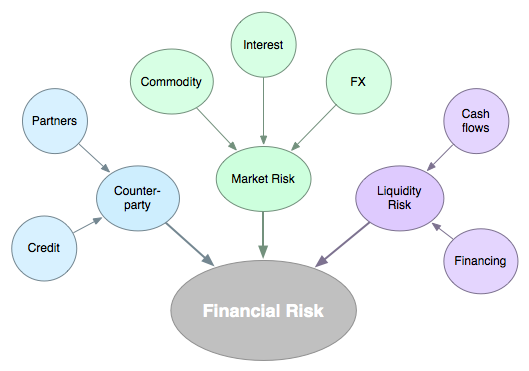 Interest
Commodity
FX
Partners
Cash
flows
Counter-
party
Market Risk
Liquidity
Risk
Credit
Financing
Financial Risk